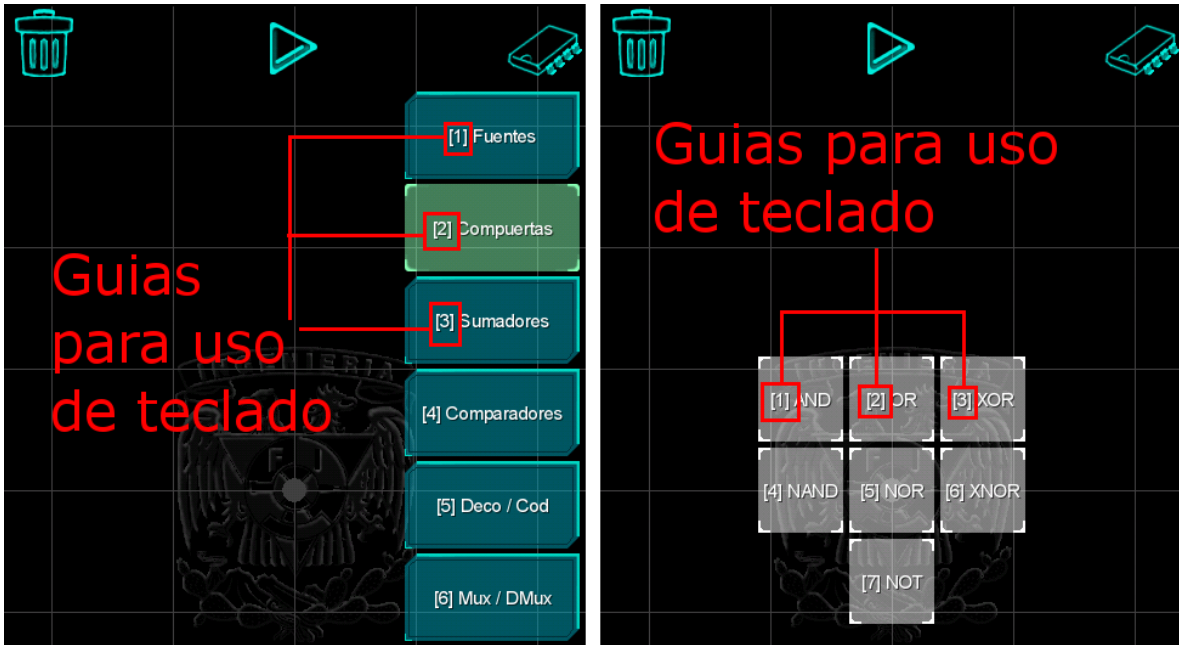 [1] Fuentes
[2] Compuertas
[3] Sumadores
[4] Comparadores
[5] Deco / Cod
[6] Mux / DMux
Guias
para uso
de teclado
INGENIERIA
F I
Guias para uso
de teclado
[1] AND [2] OR [3] XOR
[4] NAND [5] NOR [6] XNOR
[7] NOT
F I